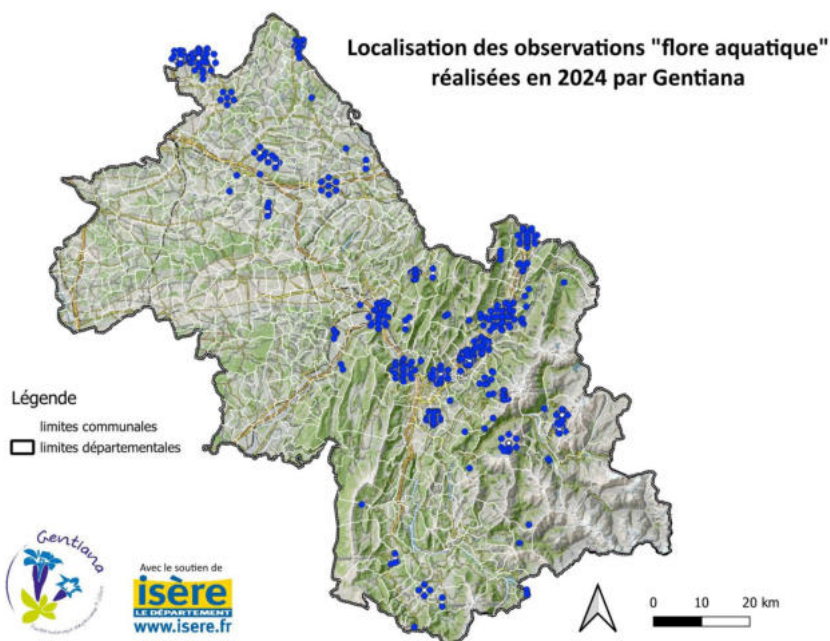 Localisation des observations "flore aquatique"
réalisées en 2024 par Gentiana
Légende
limites communales
limites départementales
Gentiana
Avec le soutien de
isère
LE DÉPARTEMENT
www.isere.fr
0 10 20 km